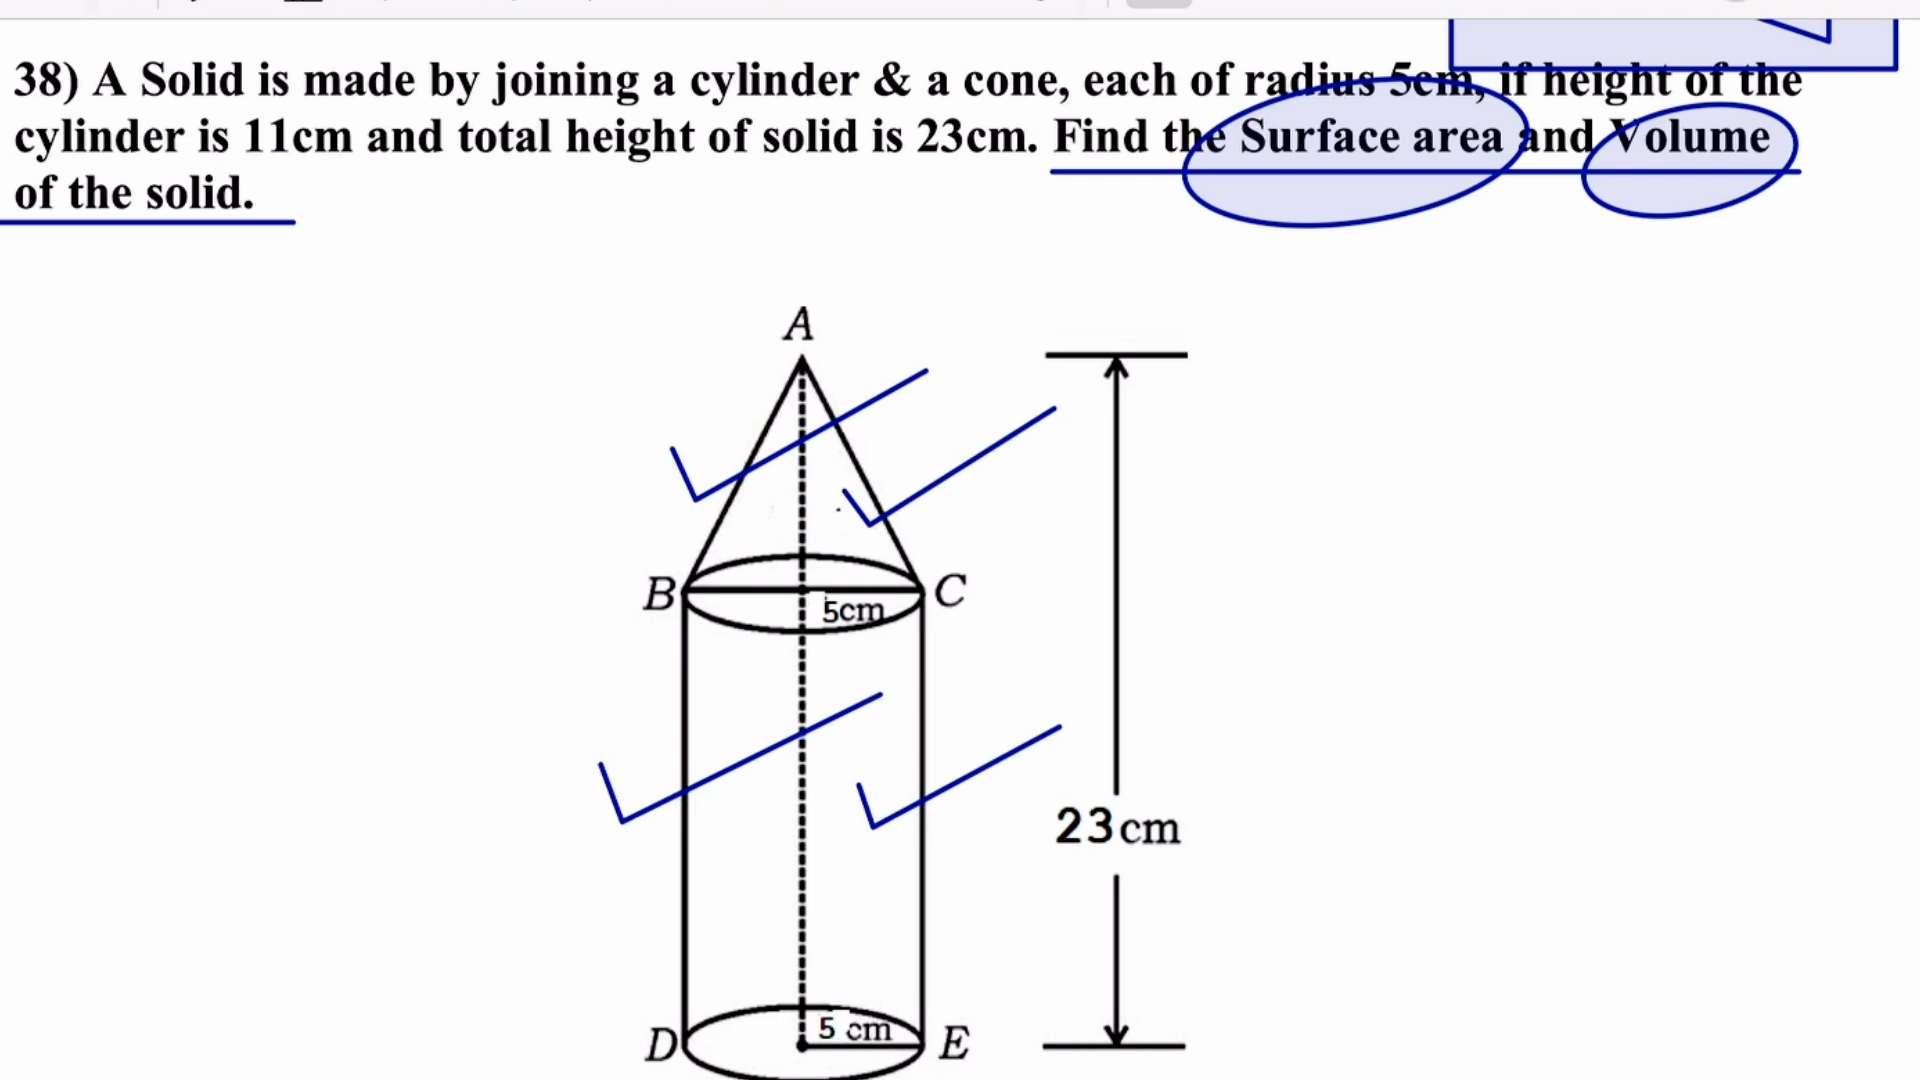 38) A Solid is made by joining a cylinder & a cone, each of radius 5cm, if height of the
cylinder is 11cm and total height of solid is 23cm. Find the Surface area and Volume
of the solid.
A
B
C
5cm
23cm
5 cm
D
E